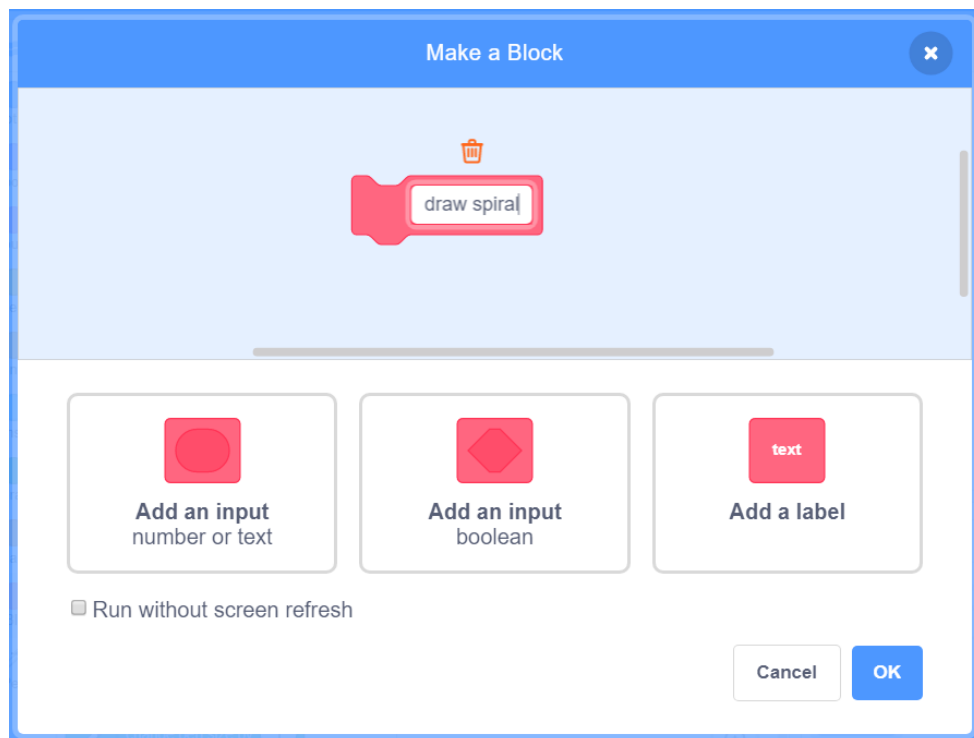 Make a Block
draw spiral
text
Add an input
number or text
Add an input
boolean
Add a label
Run without screen refresh
Cancel
OK